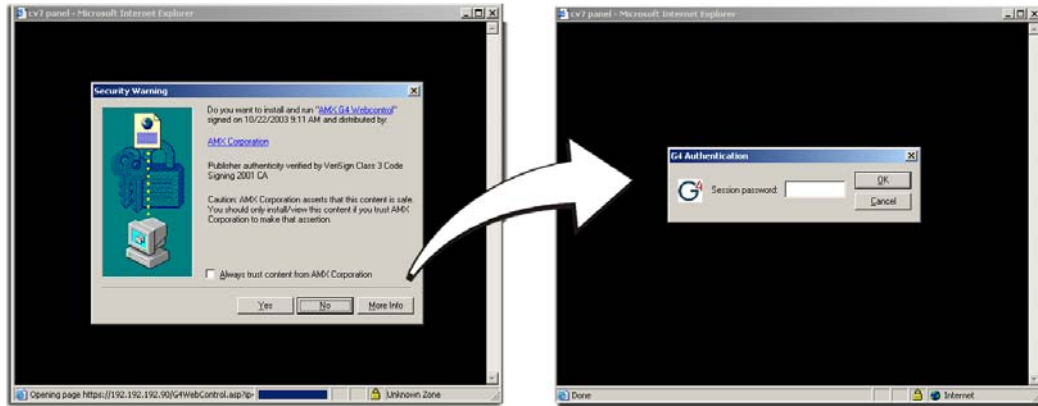 cv7 panel - Microsoft Internet Explorer
Security Warning
Do you want to install and run "AMX G4 Webcontrol"
signed on 10/22/2003 9:11 AM and distributed by:
AMX Corporation
Publisher authenticity verified by VeriSign Class 3 Code
Signing 2001 CA
Caution: AMX Corporation asserts that this content is safe.
You should only install/view this content if you trust AMX
Corporation to make that assertion.
Always trust content from AMX Corporation
Yes No More Info
Opening page https://192.192.192.90/G4WebControl.asp?ip- Unknown Zone
cv7 panel - Microsoft Internet Explorer
G4 Authentication
G4 Session password: OK
Cancel
Done Internet